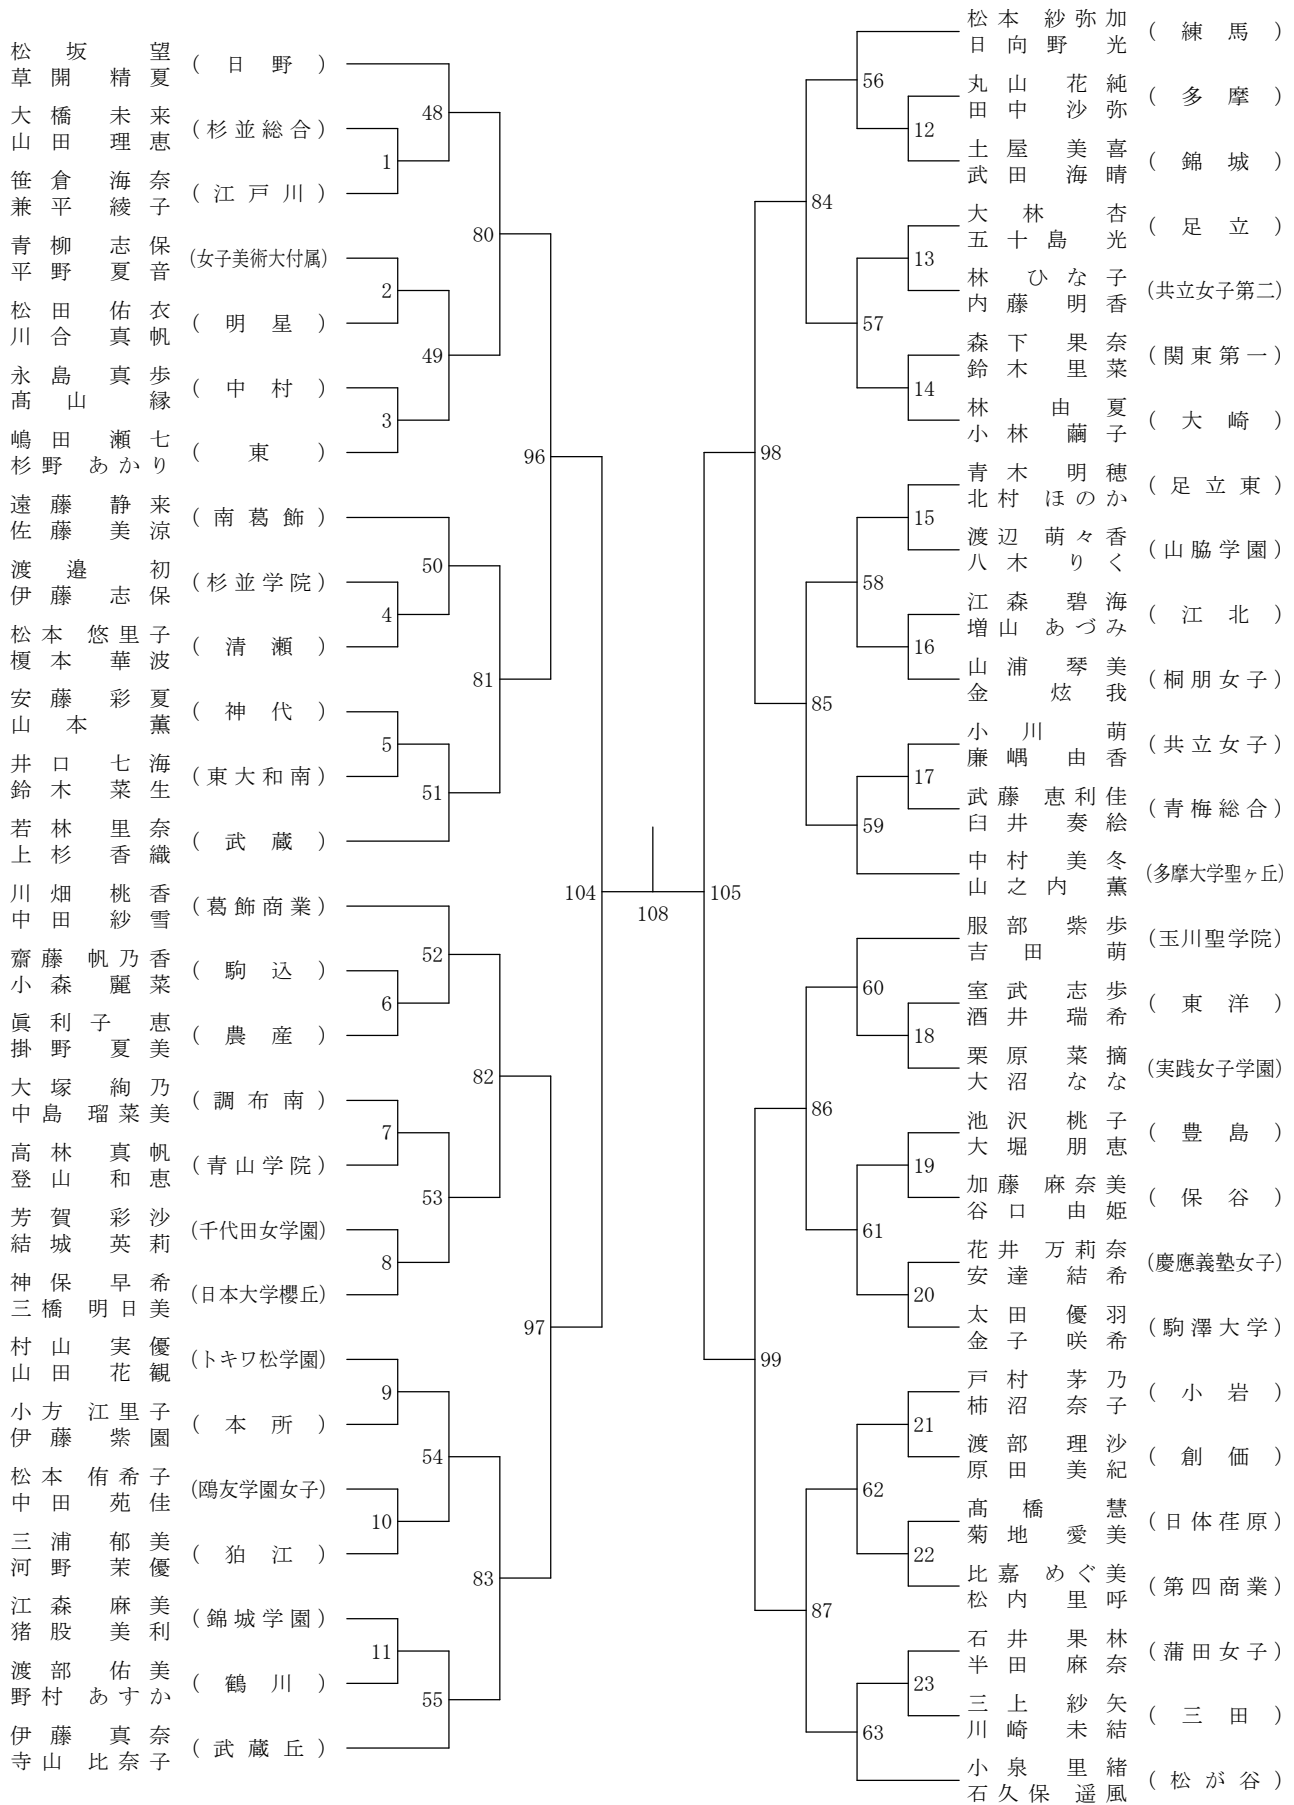 松坂望
草開精夏
(日野)
大橋未来
山田理恵
(杉並総合)
笹倉海奈
兼平綾子
(江戸川)
青柳志保
平野夏音
(女子美術大付属)
松田佑衣
川合真帆
(明星)
永島真歩
髙山縁
(中村)
嶋田瀬七
杉野あかり
(東)
遠藤静来
佐藤美涼
(南葛飾)
渡邉初
伊藤志保
(杉並学院)
松本悠里子
榎本華波
(清瀬)
安藤彩夏
山本薫
(神代)
井口七海
鈴木菜生
(東大和南)
若林里奈
上杉香織
(武蔵)
川畑桃香
中田紗雪
(葛飾商業)
齋藤帆乃香
小森麗菜
(駒込)
眞利子恵
掛野夏美
(農産)
大塚絢乃
中島瑠菜美
(調布南)
高林真帆
登山和恵
(青山学院)
芳賀彩沙
結城英莉
(千代田女学園)
神保早希
三橋明日美
(日本大学櫻丘)
村山実優
山田花観
(トキワ松学園)
小方江里子
伊藤紫園
(本所)
松本侑希子
中田苑佳
(鴎友学園女子)
三浦郁美
河野茉優
(狛江)
江森麻美
猪股美利
(錦城学園)
渡部佑美
野村あすか
(鶴川)
伊藤真奈
寺山比奈子
(武蔵丘)
1
2
3
4
5
6
7
8
9
10
11
48
49
50
51
52
53
54
55
80
81
82
83
96
97
104
108
105
98
99
84
85
86
87
56
57
58
59
60
61
62
63
12
13
14
15
16
17
18
19
20
21
22
23
松本紗弥加
日向野光
(練馬)
丸山花純
田中沙弥
(多摩)
土屋美喜
武田海晴
(錦城)
大林杏
五十島光
(足立)
林ひな子
内藤明香
(共立女子第二)
森下果奈
鈴木里菜
(関東第一)
林由夏
小林繭子
(大崎)
青木明穂
北村ほのか
(足立東)
渡辺萌々香
八木りく
(山脇学園)
江森碧海
増山あづみ
(江北)
山浦琴美
金炫我
(桐朋女子)
小川萌
廉嵎由香
(共立女子)
武藤恵利佳
臼井奏絵
(青梅総合)
中村美冬
山之内薫
(多摩大学聖ヶ丘)
服部紫歩
吉田萌
(玉川聖学院)
室武志歩
酒井瑞希
(東洋)
栗原菜摘
大沼なな
(実践女子学園)
池沢桃子
大堀朋恵
(豊島)
加藤麻奈美
谷口由姫
(保谷)
花井万莉奈
安達結希
(慶應義塾女子)
太田優羽
金子咲希
(駒澤大学)
戸村茅乃
柿沼奈子
(小岩)
渡部理沙
原田美紀
(創価)
髙橋慧
菊地愛美
(日体荏原)
比嘉めぐ美
松内里呼
(第四商業)
石井果林
半田麻奈
(蒲田女子)
三上紗矢
川崎未結
(三田)
小泉里緒
石久保遥風
(松が谷)